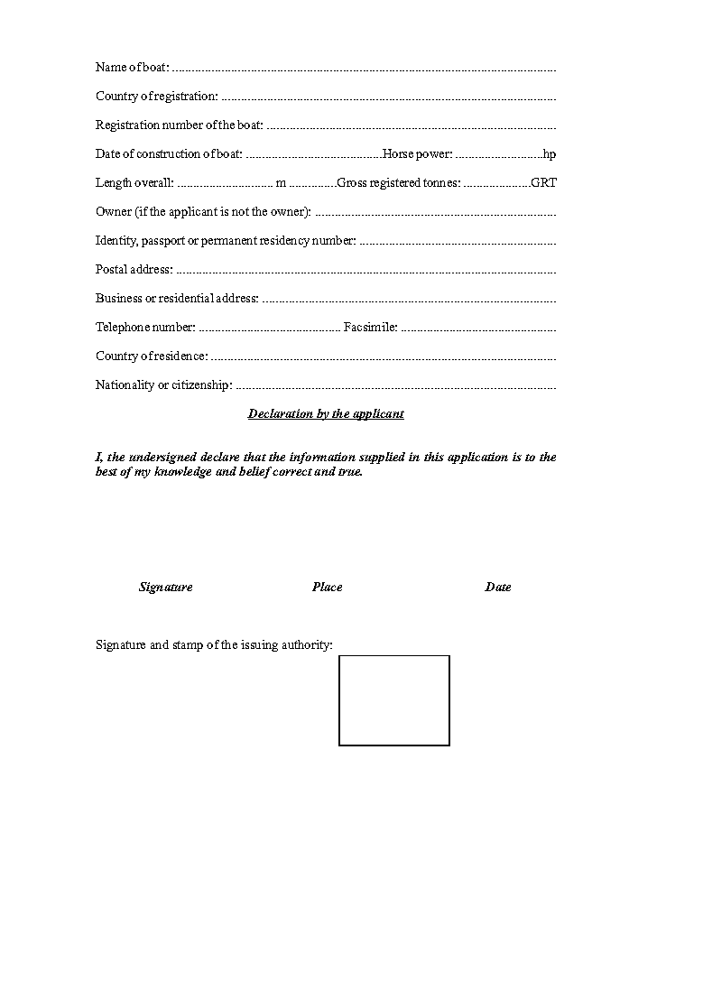 Name of boat: ......................................................................................................................
Country of registration: .......................................................................................................
Registration number of the boat: .........................................................................................
Date of construction of boat: ..........................................Horse power: ...........................hp
Length overall: ............................. m ...............Gross registered tonnes: .....................GRT
Owner (if the applicant is not the owner): ..........................................................................
Identity, passport or permanent residency number: ............................................................
Postal address: .....................................................................................................................
Business or residential address: ..........................................................................................
Telephone number: ............................................ Facsimile: ................................................
Country of residence: ..........................................................................................................
Nationality or citizenship: ..................................................................................................
Declaration by the applicant
I, the undersigned declare that the information supplied in this application is to the
best of my knowledge and belief correct and true.
Signature Place Date
Signature and stamp of the issuing authority: